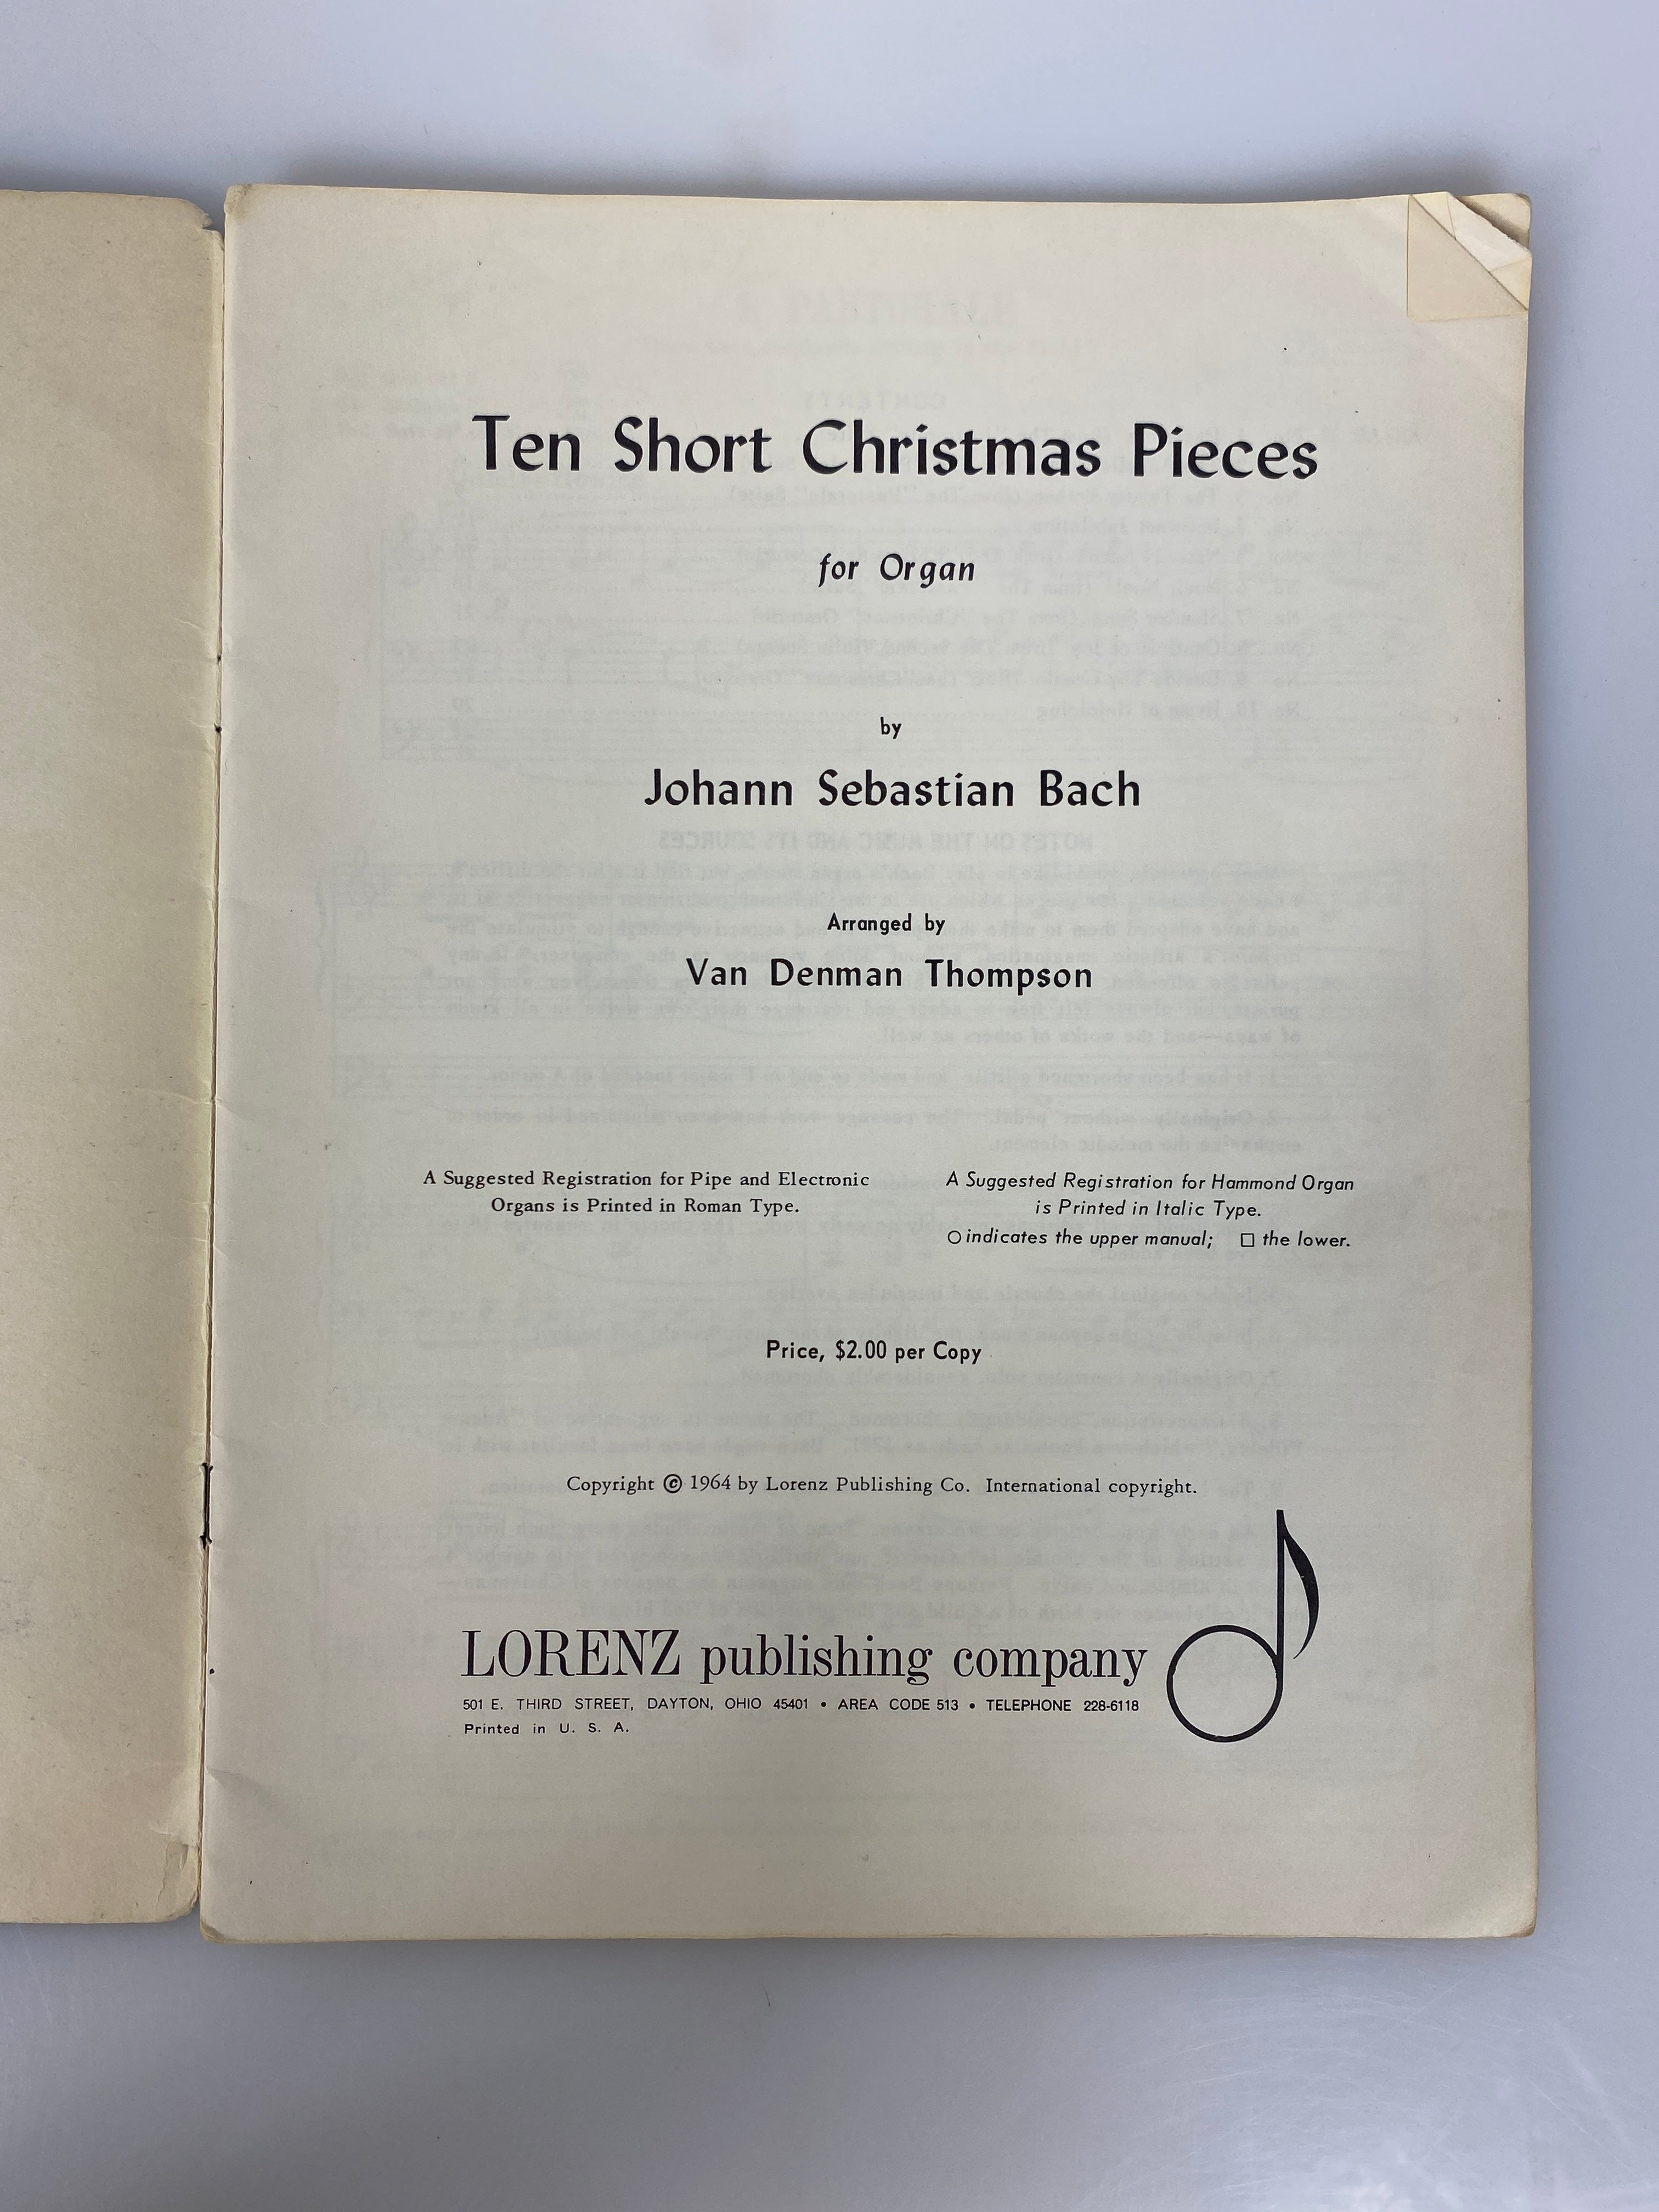 Ten Short Christmas Pieces
for Organ
by
Johann Sebastian Bach
Arranged by
Van Denman Thompson
A Suggested Registration for Pipe and Electronic
Organs is Printed in Roman Type.
A Suggested Registration for Hammond Organ
is Printed in Italic Type.
○ indicates the upper manual; □ the lower.
Price, $2.00 per Copy
Copyright © 1964 by Lorenz Publishing Co. International copyright.
LORENZ publishing company
501 E. THIRD STREET, DAYTON, OHIO 45401 • AREA CODE 513 • TELEPHONE 228-6118
Printed in U. S. A.